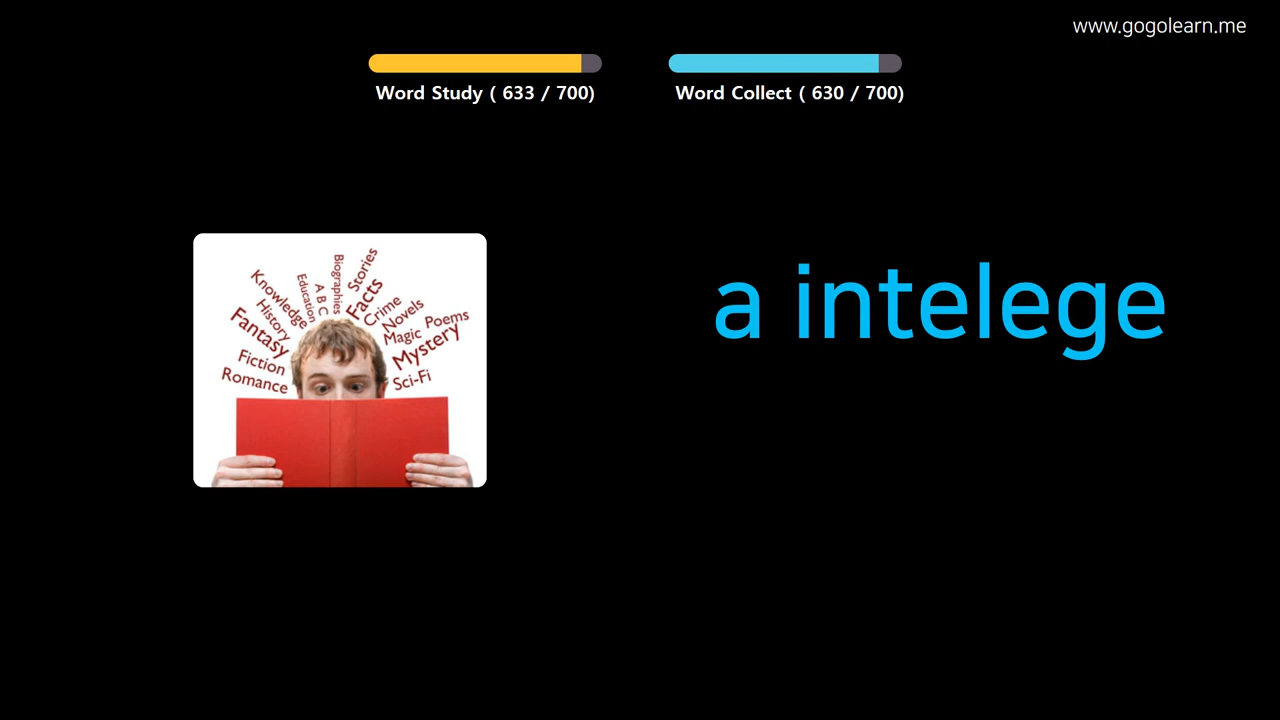 www.gogolearn.me
Word Study ( 633 / 700)
Word Collect ( 630 / 700)
a intelege
Stories
Biographies
Facts
A B C
Education
Knowledge
History
Crime
Novels
Poems
Magic
Fantasy
Mystery
Fiction
Romance
Sci-Fi